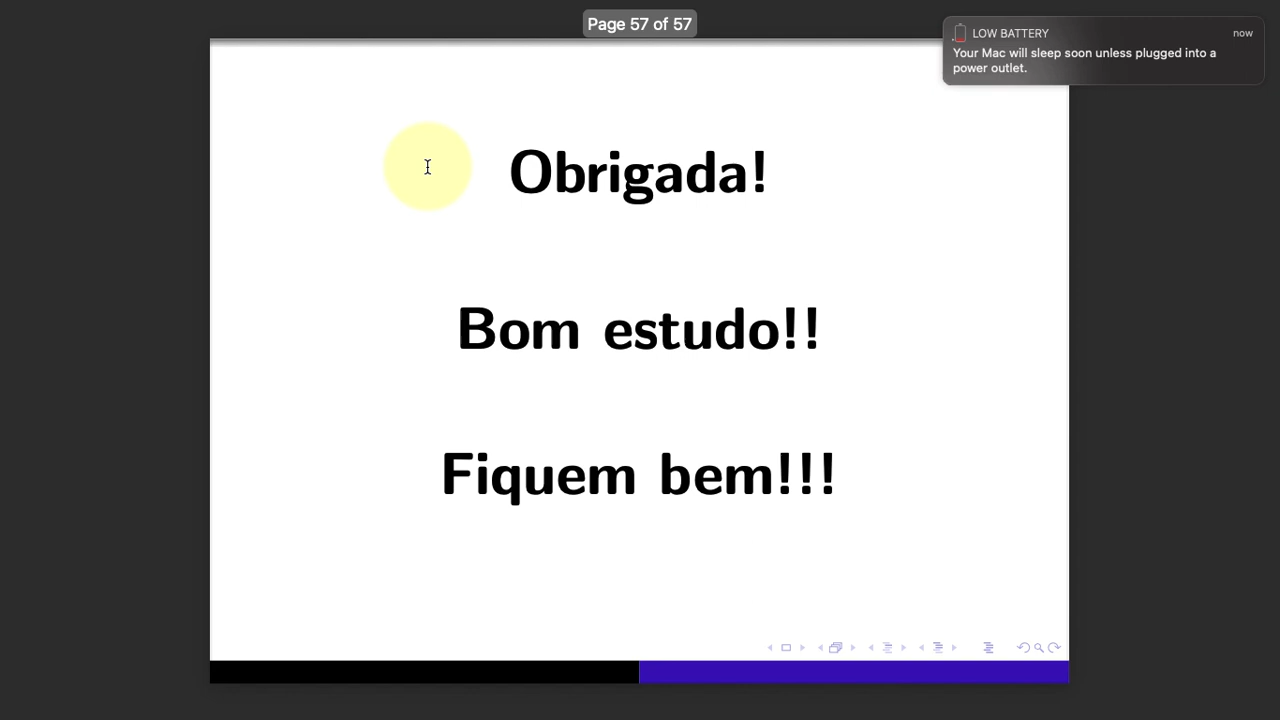 Page 57 of 57
LOW BATTERY
now
Your Mac will sleep soon unless plugged into a
power outlet.
Obrigada!
Bom estudo!!
Fiquem bem!!!